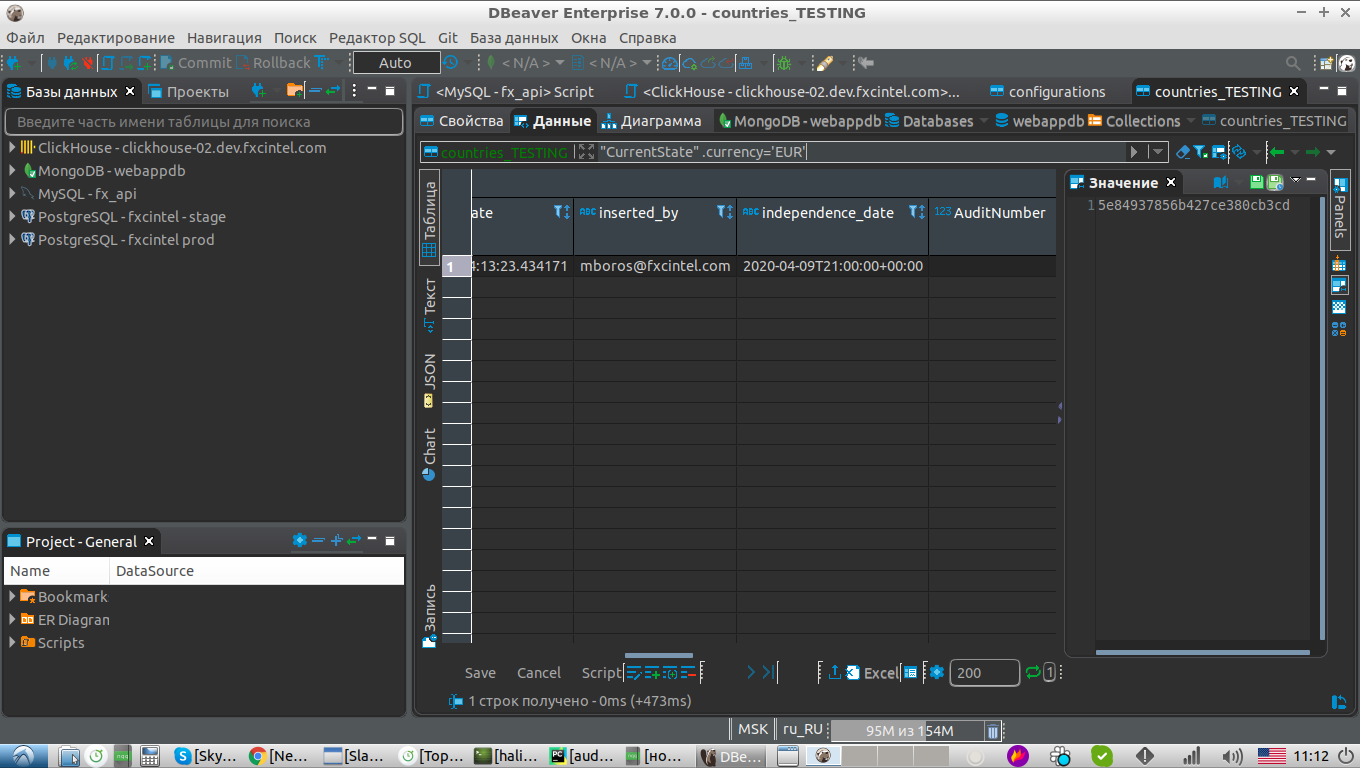 DBeaver Enterprise 7.0.0 - countries_TESTING
Файл Редактирование Навигация Поиск Редактор SQL Git База данных Окна Справка
Commit Rollback Auto < N/A > < N/A >
Базы данных Проекты
<MySQL - fx_api> Script <ClickHouse - clickhouse-02.dev.fxcintel.com>... configurations countries_TESTING
Введите часть имени таблицы для поиска
Свойства Данные Диаграмма MongoDB - webappdb Databases webappdb Collections countries_TESTING
ClickHouse - clickhouse-02.dev.fxcintel.com
MongoDB - webappdb
MySQL - fx_api
PostgreSQL - fxcintel - stage
PostgreSQL - fxcintel prod
countries_TESTING "CurrentState" .currency='EUR'
Таблица
Текст
JSON
Chart
Запись
ate ABC inserted_by ABC independence_date 123 AuditNumber
1 4:13:23.434171 mboros@fxcintel.com 2020-04-09T21:00:00+00:00
Значение
1 5e84937856b427ce380cb3cd
Panels
Project - General
Name DataSource
Bookmark
ER Diagran
Scripts
Save Cancel Script Excel 200 1
1 строк получено - 0ms (+473ms)
MSK ru_RU 95M из 154M
[Sky... [Ne... [Sla... [Top... [hali... [aud... [но... DBe... 11:12